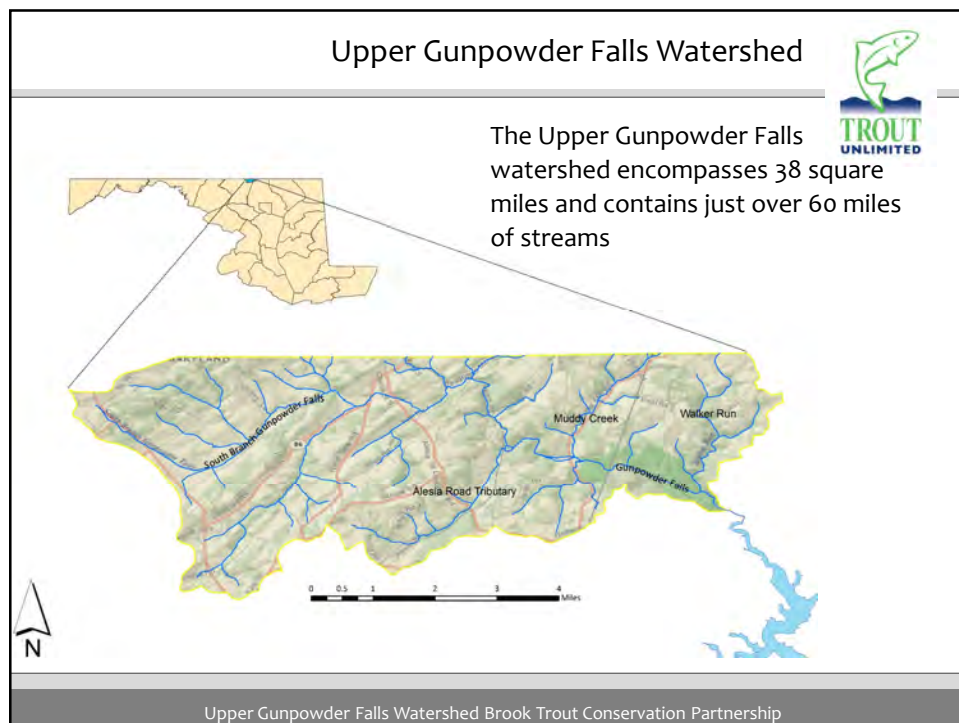 Upper Gunpowder Falls Watershed
TROUT
UNLIMITED
The Upper Gunpowder Falls
watershed encompasses 38 square
miles and contains just over 60 miles
of streams
South Branch Gunpowder Falls
86
Muddy Creek
Walker Run
Gunpowder Falls
Alesia Road Tributary
0 0.5 1 2 3 4
Miles
N
Upper Gunpowder Falls Watershed Brook Trout Conservation Partnership